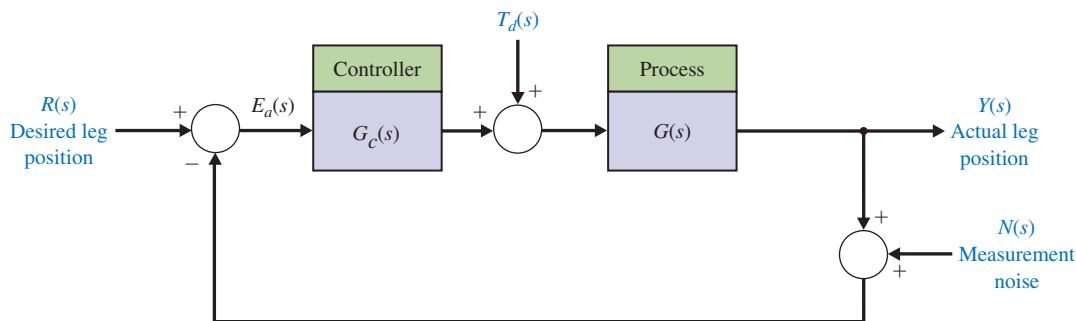 T_d(s)
Controller
Process
R(s)
Desired leg
position
+
−
E_a(s)
G_c(s)
+
+
G(s)
Y(s)
Actual leg
position
+
+
N(s)
Measurement
noise